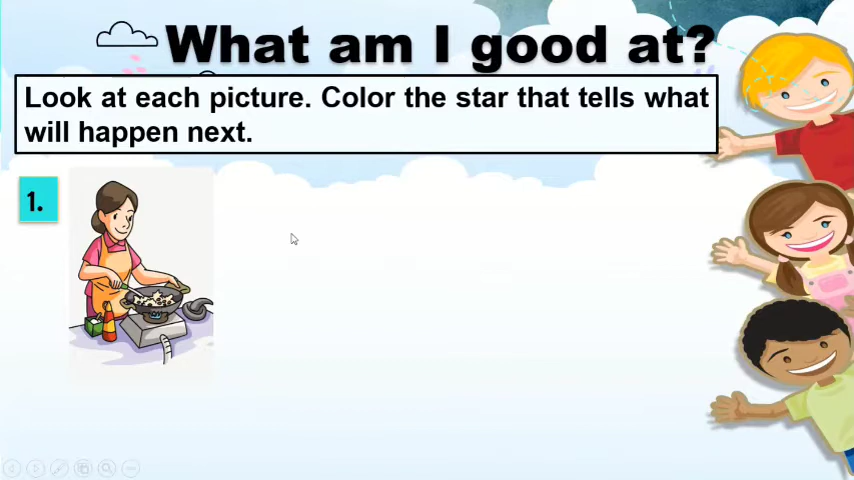 What am I good at?
Look at each picture. Color the star that tells what
will happen next.
1.